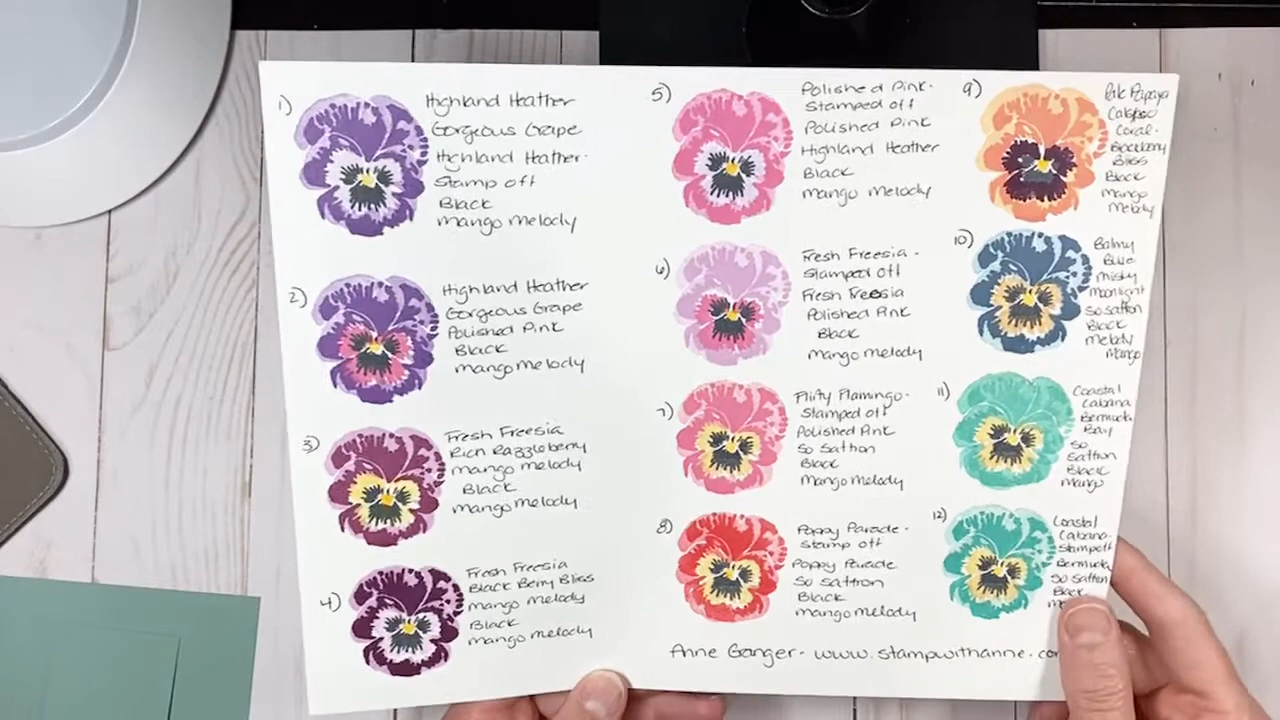 1)
Highland Heather
Gorgeous Grape
Highland Heather-
Stamp off
Black
mango melody
2)
Highland Heather
Gorgeous Grape
Polished Pink
Black
mango melody
3)
Fresh Freesia
Rich Razzleberry
mango melody
Black
mango melody
4)
Fresh Freesia
Black Berry Bliss
mango melody
Black
mango melody
5)
Polished Pink-
Stamped off
Polished Pink
Highland Heather
Black
mango melody
6)
Fresh Freesia-
Stamped off
Fresh Freesia
Polished Pink
Black
mango melody
7)
Flirty Flamingo-
Stamped off
Polished Pink
So Saffron
Black
Mango melody
8)
Poppy Parade-
Stamp off
Poppy Parade
So Saffron
Black
mango melody
9)
Pale Papaya
Calypso
Coral-
Blackberry
Bliss
Black
mango
melody
10)
Balmy
Blue
misty
moonlight
So saffron
Black
melody
Mango
11)
Coastal
Cabana
Bermuda
Bay
So
Saffron
Black
Mango
12)
Coastal
Cabana-
Stampoff
Bermuda
So Saffron
Black
Anne Ganger- www.stampwithanne.co